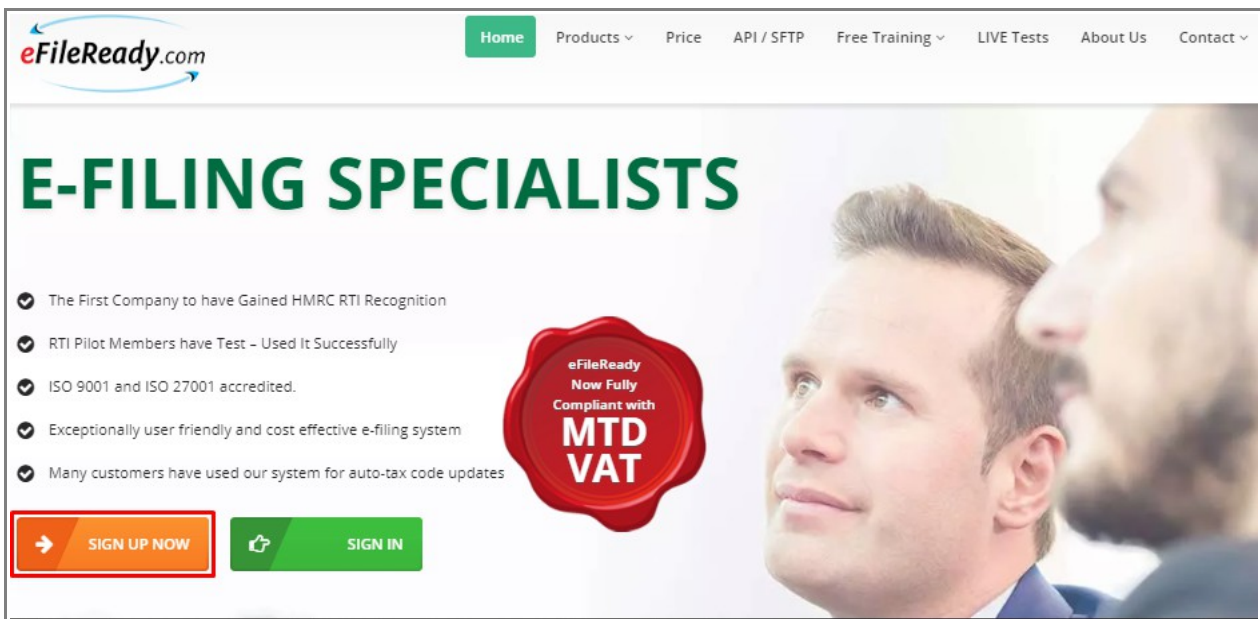 eFileReady.com
Home Products Price API / SFTP Free Training LIVE Tests About Us Contact
E-FILING SPECIALISTS
The First Company to have Gained HMRC RTI Recognition
RTI Pilot Members have Test – Used It Successfully
ISO 9001 and ISO 27001 accredited.
Exceptionally user friendly and cost effective e-filing system
Many customers have used our system for auto-tax code updates
eFileReady
Now Fully
Compliant with
MTD
VAT
SIGN UP NOW
SIGN IN